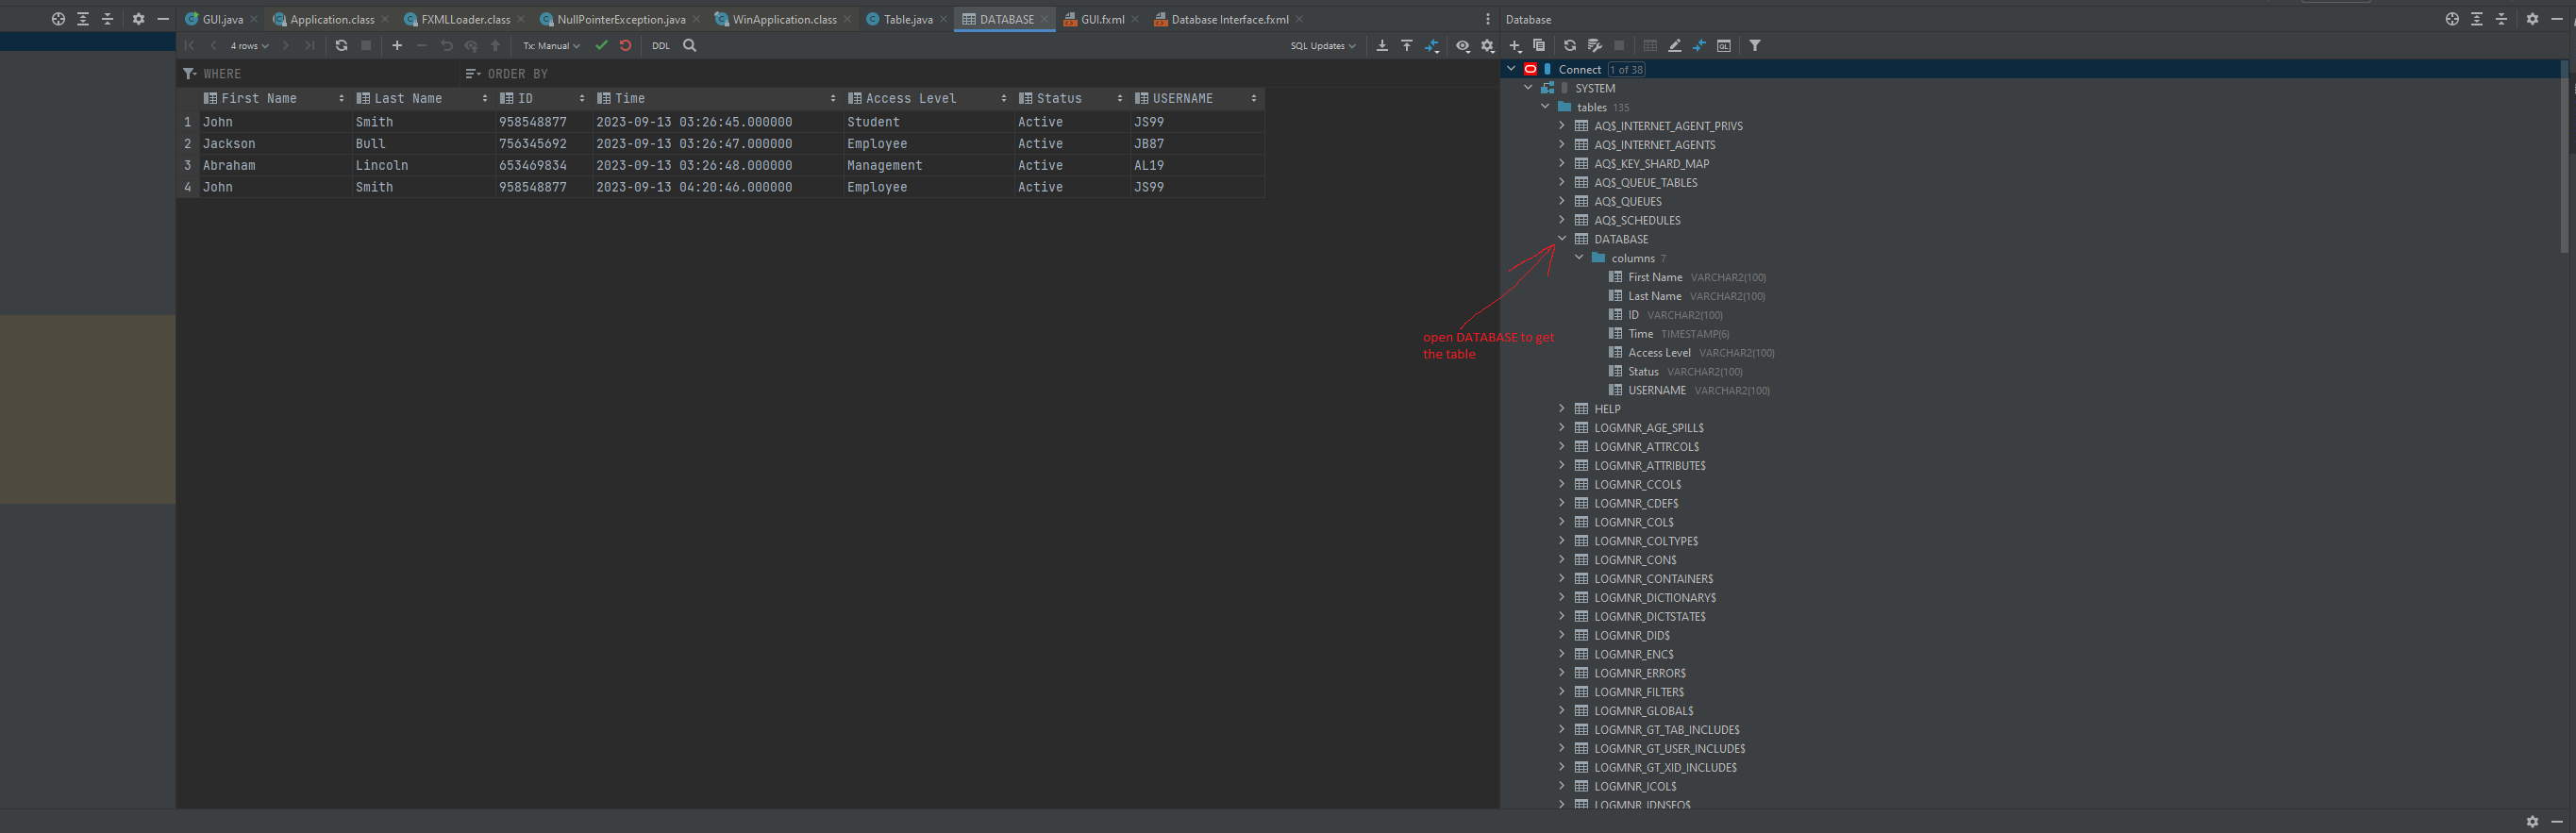 GUI.java Application.class FXMLLoader.class NullPointerException.java WinApplication.class Table.java DATABASE GUI.fxml Database Interface.fxml
4 rows Tx: Manual DDL SQL Updates
WHERE ORDER BY
First Name Last Name ID Time Access Level Status USERNAME
1 John Smith 958548877 2023-09-13 03:26:45.000000 Student Active JS99
2 Jackson Bull 756345692 2023-09-13 03:26:47.000000 Employee Active JB87
3 Abraham Lincoln 653469834 2023-09-13 03:26:48.000000 Management Active AL19
4 John Smith 958548877 2023-09-13 04:20:46.000000 Employee Active JS99
open DATABASE to get
the table
Database
QL
Connect 1 of 38
SYSTEM
tables 135
AQ$_INTERNET_AGENT_PRIVS
AQ$_INTERNET_AGENTS
AQ$_KEY_SHARD_MAP
AQ$_QUEUE_TABLES
AQ$_QUEUES
AQ$_SCHEDULES
DATABASE
columns 7
First Name VARCHAR2(100)
Last Name VARCHAR2(100)
ID VARCHAR2(100)
Time TIMESTAMP(6)
Access Level VARCHAR2(100)
Status VARCHAR2(100)
USERNAME VARCHAR2(100)
HELP
LOGMNR_AGE_SPILL$
LOGMNR_ATTRCOL$
LOGMNR_ATTRIBUTE$
LOGMNR_CCOL$
LOGMNR_CDEF$
LOGMNR_COL$
LOGMNR_COLTYPE$
LOGMNR_CON$
LOGMNR_CONTAINER$
LOGMNR_DICTIONARY$
LOGMNR_DICTSTATE$
LOGMNR_DID$
LOGMNR_ENC$
LOGMNR_ERROR$
LOGMNR_FILTER$
LOGMNR_GLOBAL$
LOGMNR_GT_TAB_INCLUDE$
LOGMNR_GT_USER_INCLUDE$
LOGMNR_GT_XID_INCLUDE$
LOGMNR_ICOL$
LOGMNR_IDNSEQ$